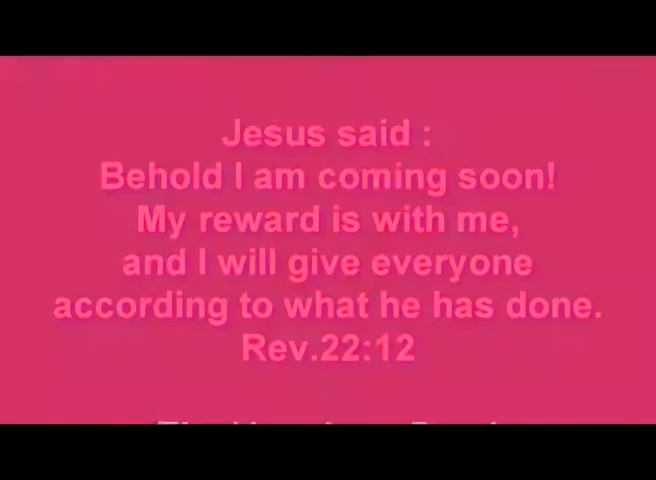 Jesus said :
Behold I am coming soon!
My reward is with me,
and I will give everyone
according to what he has done.
Rev.22:12